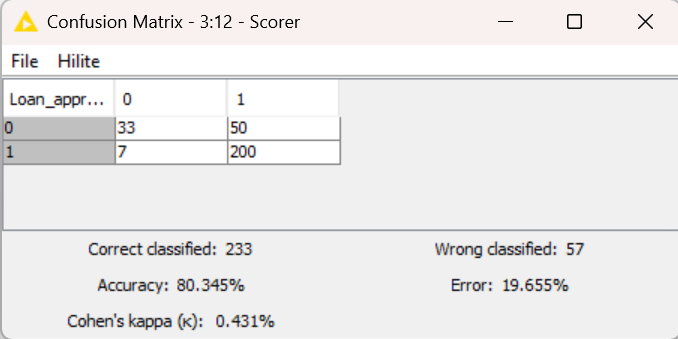 Confusion Matrix - 3:12 - Scorer
File Hilite
Loan_appr... 0 1
0 33 50
1 7 200
Correct classified: 233 Wrong classified: 57
Accuracy: 80.345% Error: 19.655%
Cohen's kappa (κ): 0.431%